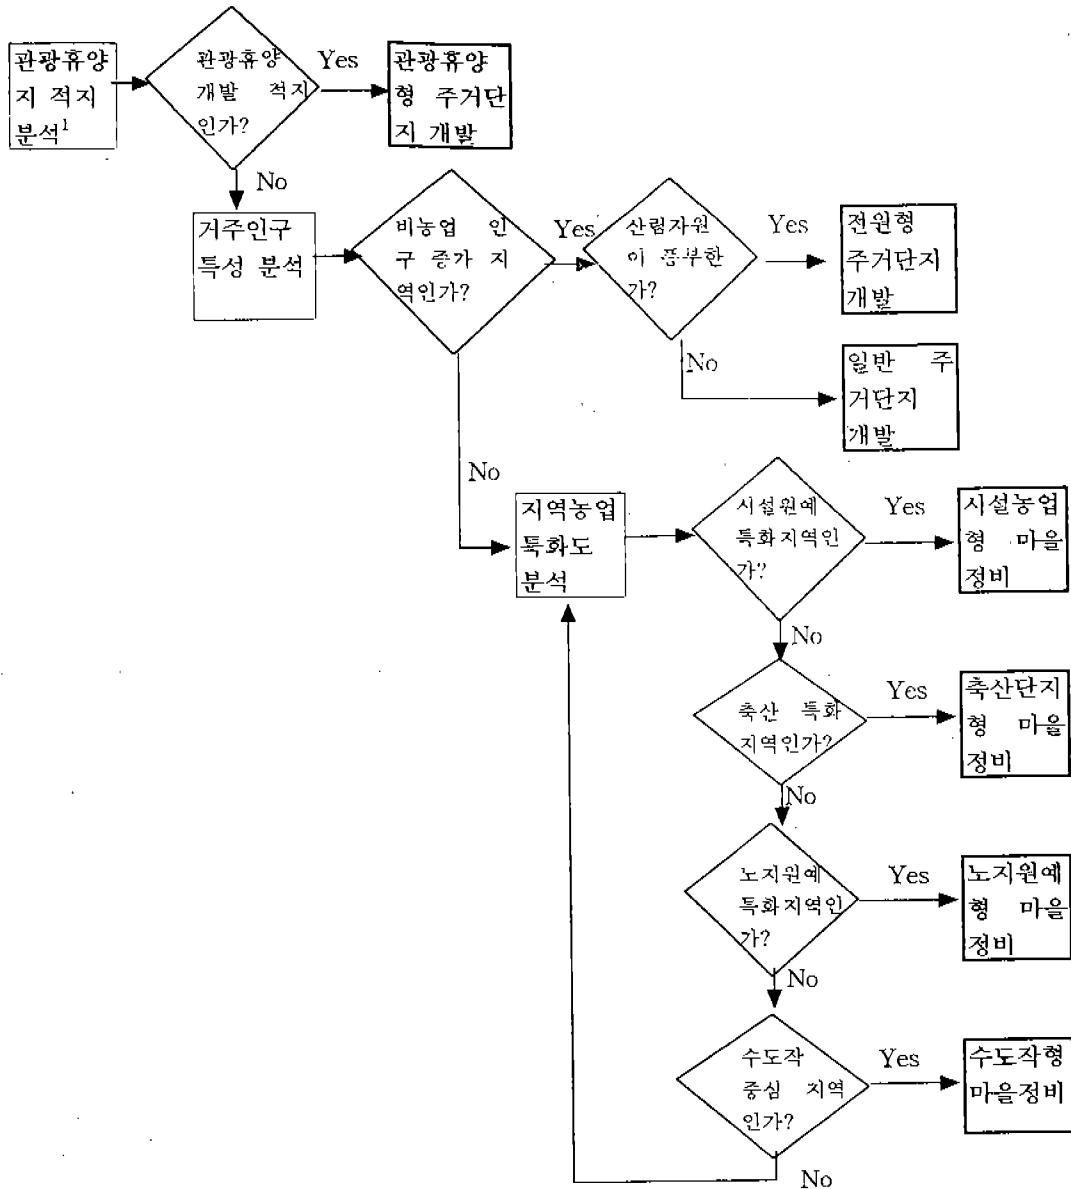 관광휴양
지 적지
분석1
관광휴양
개발 적지
인가?
Yes
관광휴양
형 주거단
지 개발
No
거주인구
특성 분석
비농업 인
구 증가 지
역인가?
Yes
산림자원
이 풍부한
가?
Yes
전원형
주거단지
개발
No
일반 주
거단지
개발
No
지역농업
특화도
분석
시설원예
특화지역인
가?
Yes
시설농업
형 마을
정비
No
축산 특화
지역인가?
Yes
축산단지
형 마을
정비
No
노지원예
특화지역인
가?
Yes
노지원예
형 마을
정비
No
수도작
중심 지역
인가?
Yes
수도작형
마을정비
No